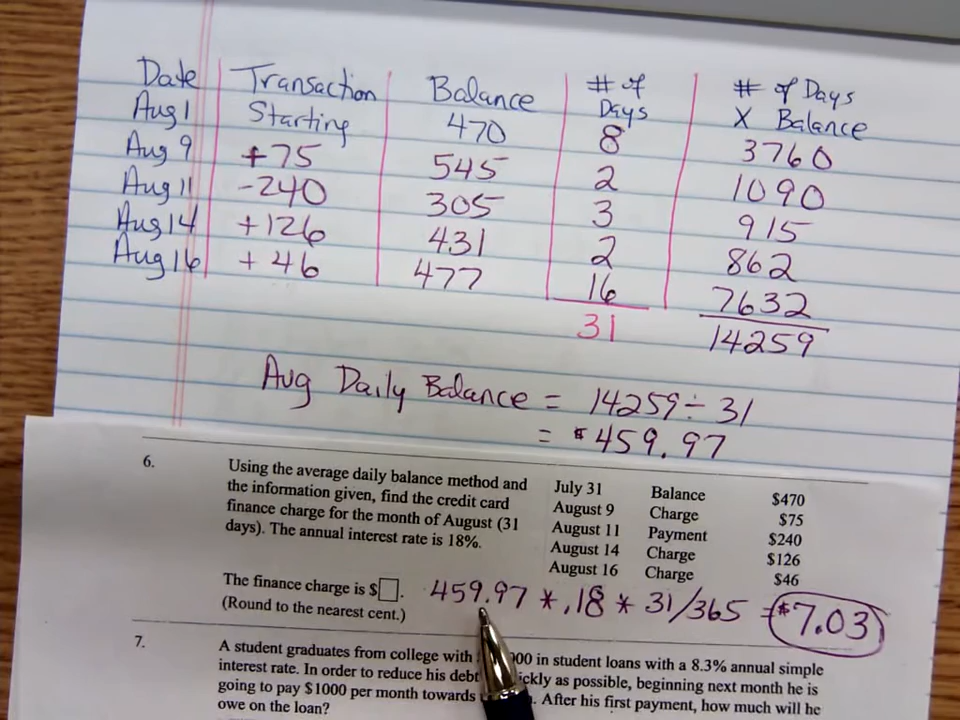 Date Transaction Balance # of Days # of Days X Balance
Aug 1 Starting 470 8 3760
Aug 9 +75 545 2 1090
Aug 11 -240 305 3 915
Aug 14 +126 431 2 862
Aug 16 +46 477 16 7632
31 14259
Aug Daily Balance = 14259 ÷ 31
= $459.97
6. Using the average daily balance method and
the information given, find the credit card
finance charge for the month of August (31
days). The annual interest rate is 18%.
July 31 Balance $470
August 9 Charge $75
August 11 Payment $240
August 14 Charge $126
August 16 Charge $46
The finance charge is $□. 459.97 * .18 * 31/365 = $7.03
(Round to the nearest cent.)
7. A student graduates from college with 000 in student loans with a 8.3% annual simple
interest rate. In order to reduce his debt ickly as possible, beginning next month he is
going to pay $1000 per month towards . After his first payment, how much will he
owe on the loan?